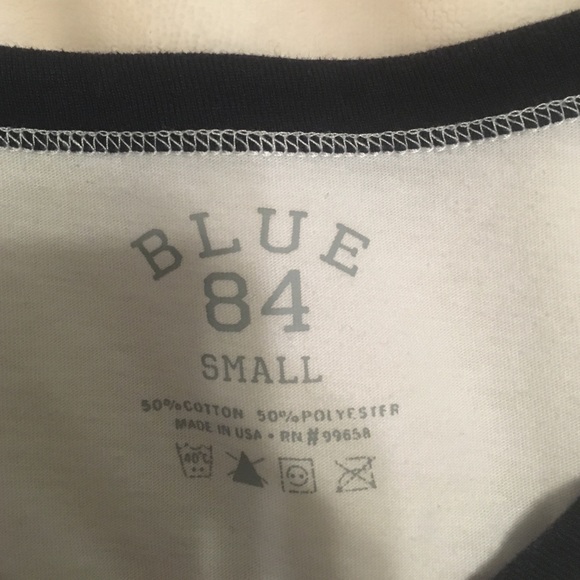 BLUE
84
SMALL
50% COTTON 50% POLYESTER
MADE IN USA • RN # 99658
40°C